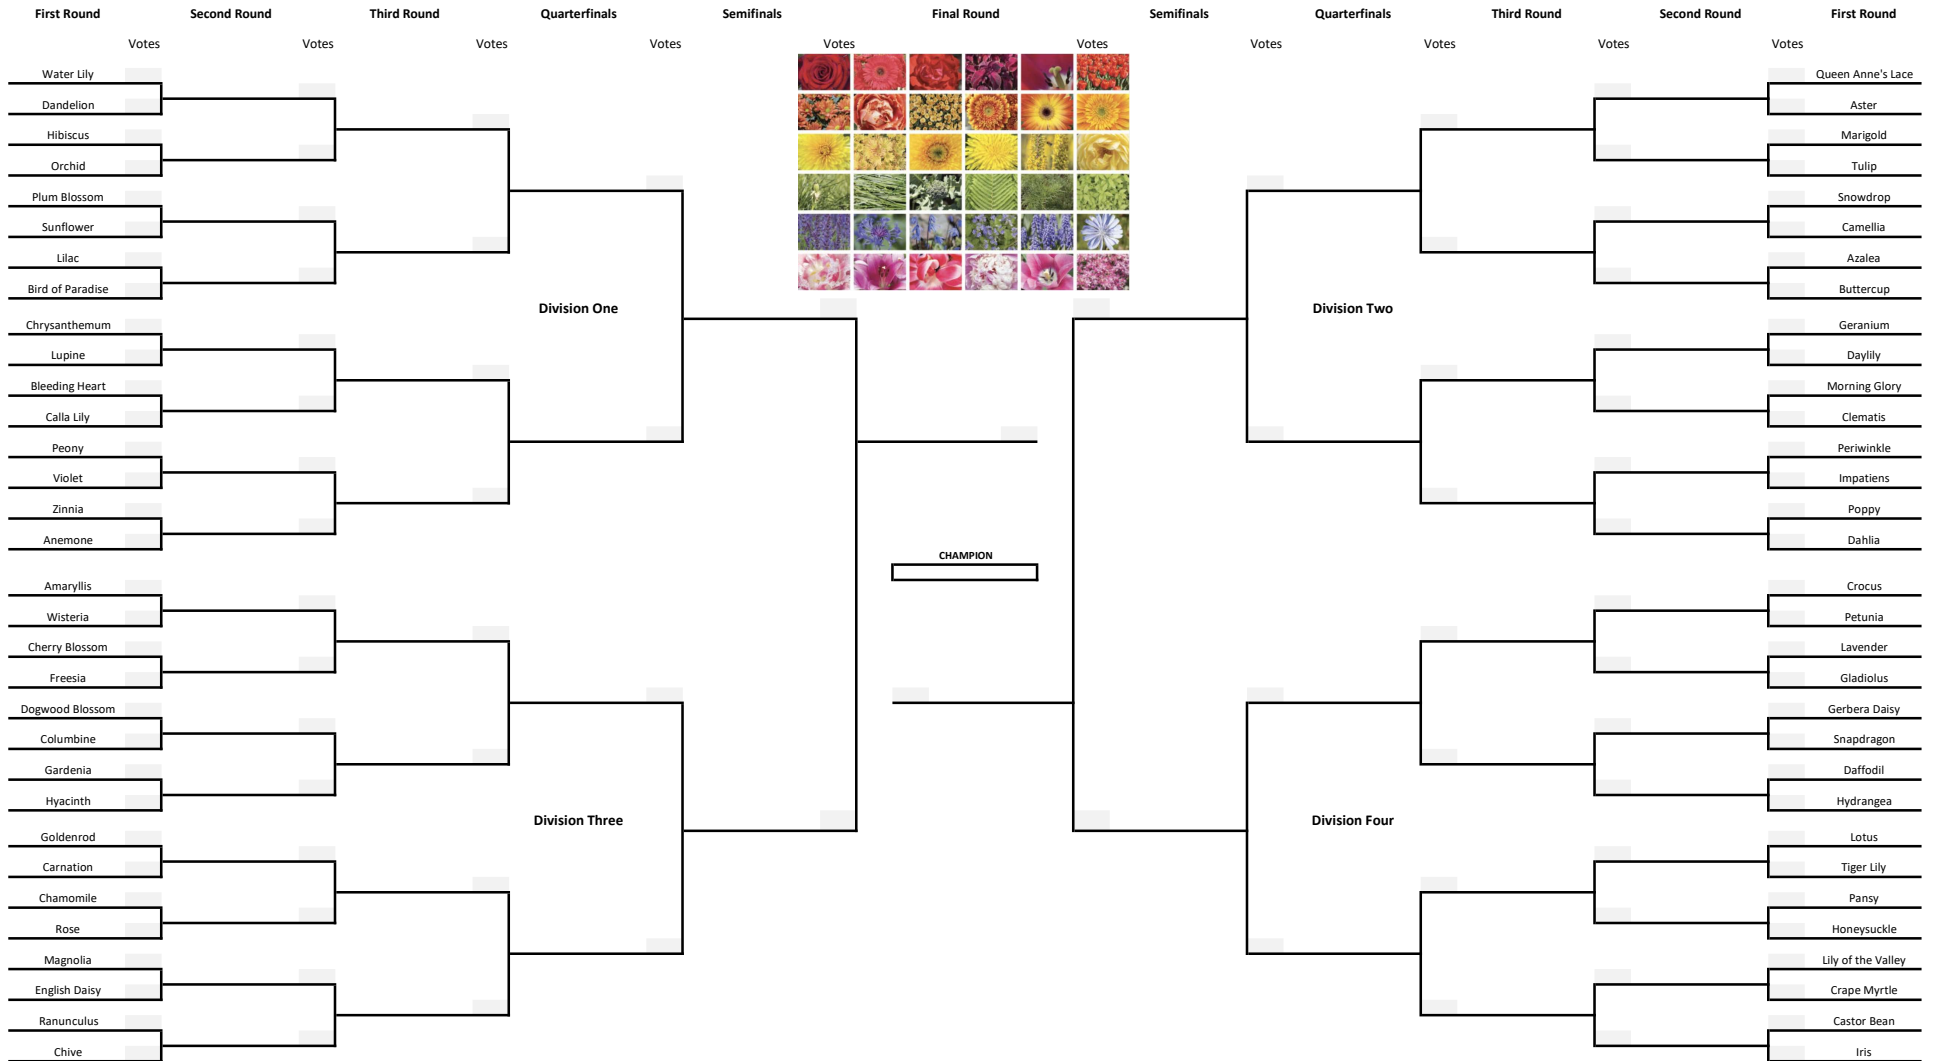 First Round Second Round Third Round Quarterfinals Semifinals Final Round Semifinals Quarterfinals Third Round Second Round First Round
Votes Votes Votes Votes Votes Votes Votes Votes Votes Votes
Water Lily Queen Anne's Lace
Dandelion Aster
Hibiscus Marigold
Orchid Tulip
Plum Blossom Snowdrop
Sunflower Camellia
Lilac Azalea
Bird of Paradise Buttercup
Division One Division Two
Chrysanthemum Geranium
Lupine Daylily
Bleeding Heart Morning Glory
Calla Lily Clematis
Peony Periwinkle
Violet Impatiens
Zinnia Poppy
Anemone Dahlia
CHAMPION
Amaryllis Crocus
Wisteria Petunia
Cherry Blossom Lavender
Freesia Gladiolus
Dogwood Blossom Gerbera Daisy
Columbine Snapdragon
Gardenia Daffodil
Hyacinth Hydrangea
Division Three Division Four
Goldenrod Lotus
Carnation Tiger Lily
Chamomile Pansy
Rose Honeysuckle
Magnolia Lily of the Valley
English Daisy Crape Myrtle
Ranunculus Castor Bean
Chive Iris